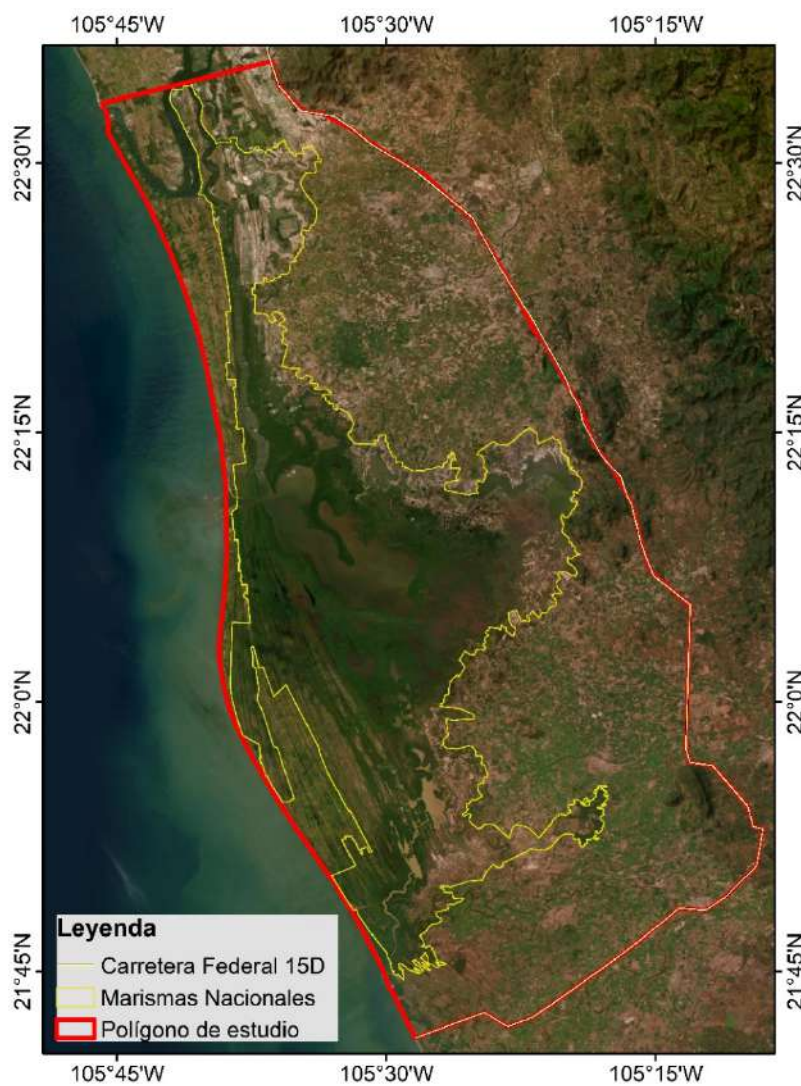 105°45'W 105°30'W 105°15'W
22°30'N 22°30'N
22°15'N 22°15'N
22°0'N 22°0'N
21°45'N 21°45'N
Leyenda
Carretera Federal 15D
Marismas Nacionales
Polígono de estudio
105°45'W 105°30'W 105°15'W